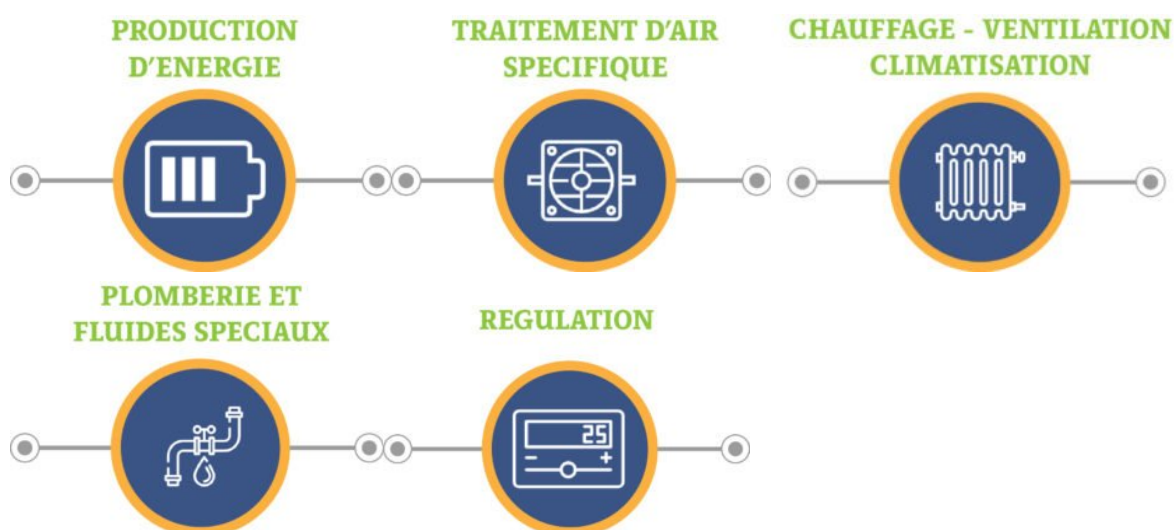 PRODUCTION
D'ENERGIE
TRAITEMENT D'AIR
SPECIFIQUE
CHAUFFAGE - VENTILATION
CLIMATISATION
PLOMBERIE ET
FLUIDES SPECIAUX
REGULATION
25
- +